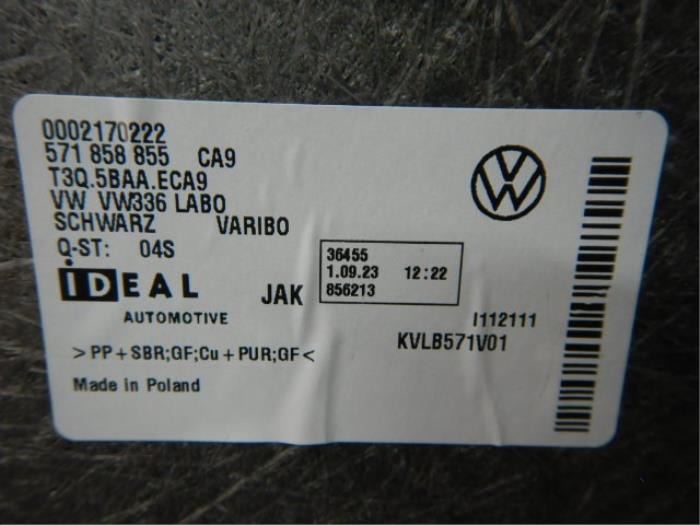 0002170222
571 858 855 CA9
T3Q.5BAA.ECA9
VW VW336 LABO
SCHWARZ VARIBO
Q-ST: 04S
iDEAL
AUTOMOTIVE
JAK
36455
1.09.23 12:22
856213
I112111
KVLB571V01
>PP+SBR;GF;Cu+PUR;GF<
Made in Poland
VW